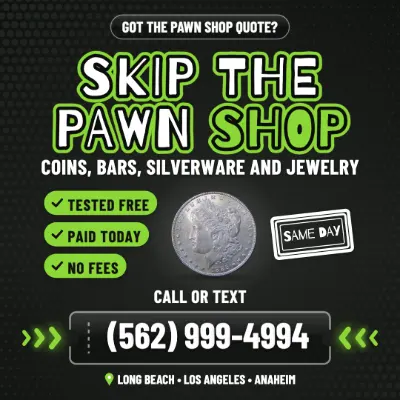 GOT THE PAWN SHOP QUOTE?
SKIP THE
PAWN SHOP
COINS, BARS, SILVERWARE AND JEWELRY
TESTED FREE
PAID TODAY
NO FEES
SAME DAY
CALL OR TEXT
(562) 999-4994
LONG BEACH • LOS ANGELES • ANAHEIM